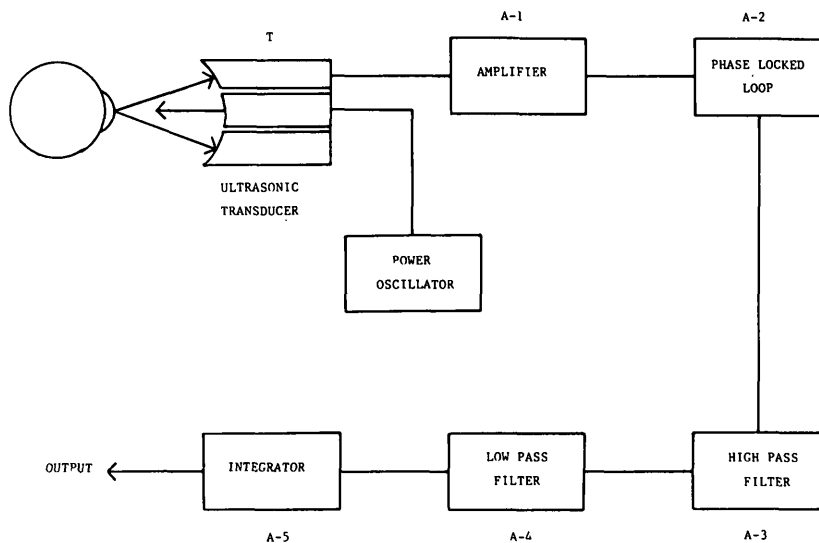 T
A-1
A-2
AMPLIFIER
PHASE LOCKED
LOOP
ULTRASONIC
TRANSDUCER
POWER
OSCILLATOR
OUTPUT
INTEGRATOR
LOW PASS
FILTER
HIGH PASS
FILTER
A-5
A-4
A-3